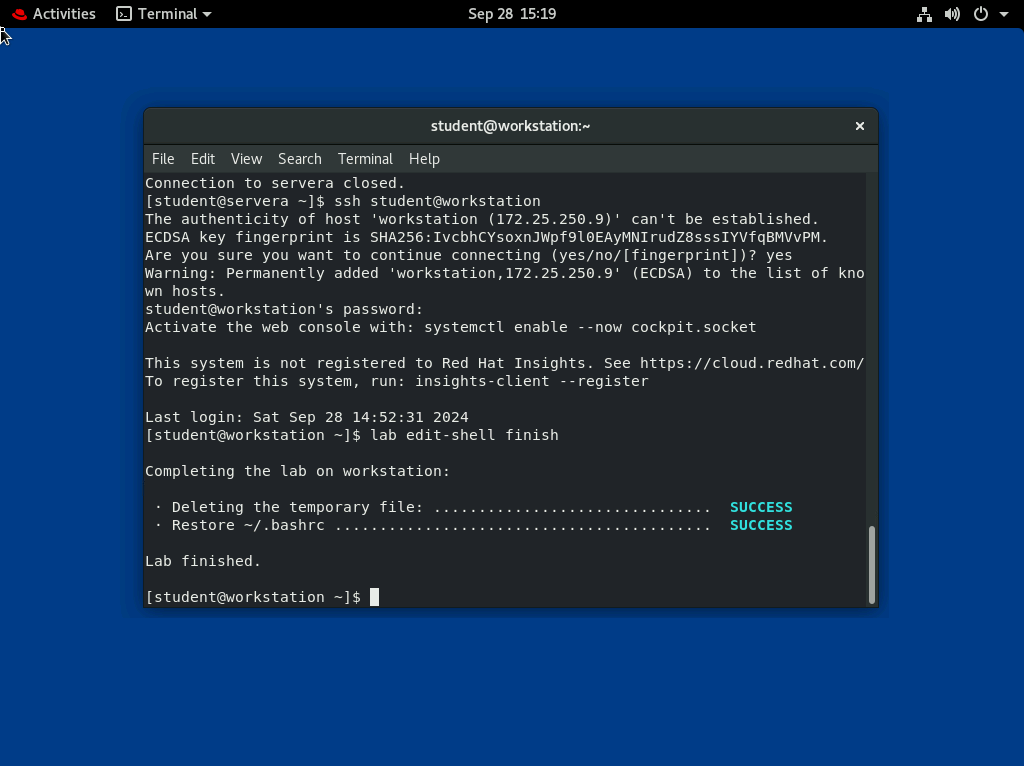 Activities Terminal Sep 28 15:19
student@workstation:~
File Edit View Search Terminal Help
Connection to servera closed.
[student@servera ~]$ ssh student@workstation
The authenticity of host 'workstation (172.25.250.9)' can't be established.
ECDSA key fingerprint is SHA256:IvcbhCYsoxnJWpf9l0EAyMNIrudZ8sssIYVfqBMVvPM.
Are you sure you want to continue connecting (yes/no/[fingerprint])? yes
Warning: Permanently added 'workstation,172.25.250.9' (ECDSA) to the list of kno
wn hosts.
student@workstation's password:
Activate the web console with: systemctl enable --now cockpit.socket
This system is not registered to Red Hat Insights. See https://cloud.redhat.com/
To register this system, run: insights-client --register
Last login: Sat Sep 28 14:52:31 2024
[student@workstation ~]$ lab edit-shell finish
Completing the lab on workstation:
· Deleting the temporary file: ............................... SUCCESS
· Restore ~/.bashrc .......................................... SUCCESS
Lab finished.
[student@workstation ~]$